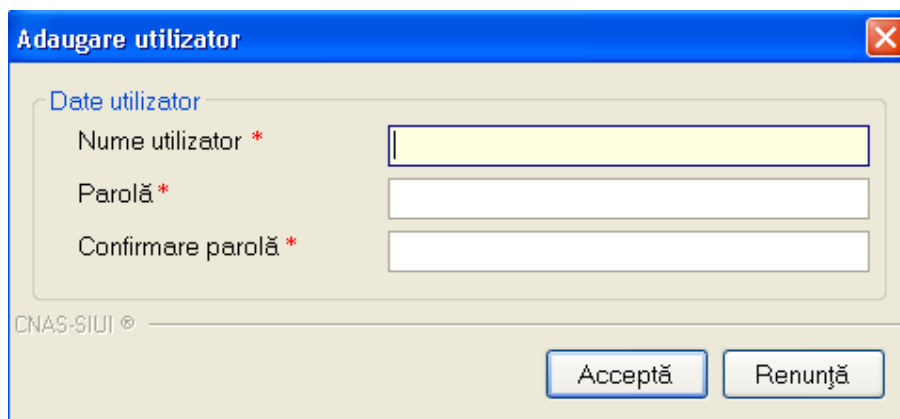 Adaugare utilizator
Date utilizator
Nume utilizator *
Parolă *
Confirmare parolă *
CNAS-SIUI ®
Acceptă Renunţă